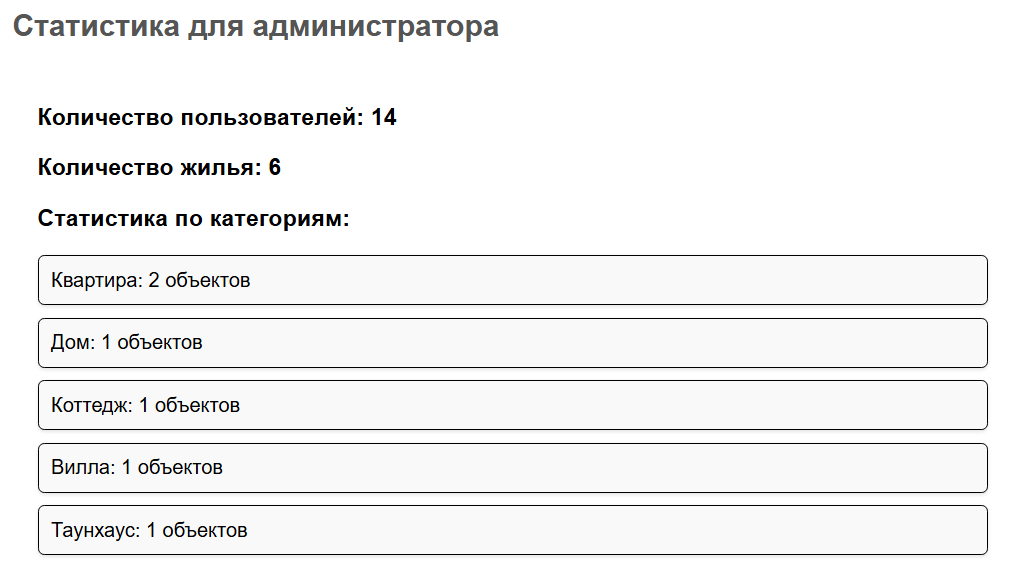 Статистика для администратора
Количество пользователей: 14
Количество жилья: 6
Статистика по категориям:
Квартира: 2 объектов
Дом: 1 объектов
Коттедж: 1 объектов
Вилла: 1 объектов
Таунхаус: 1 объектов